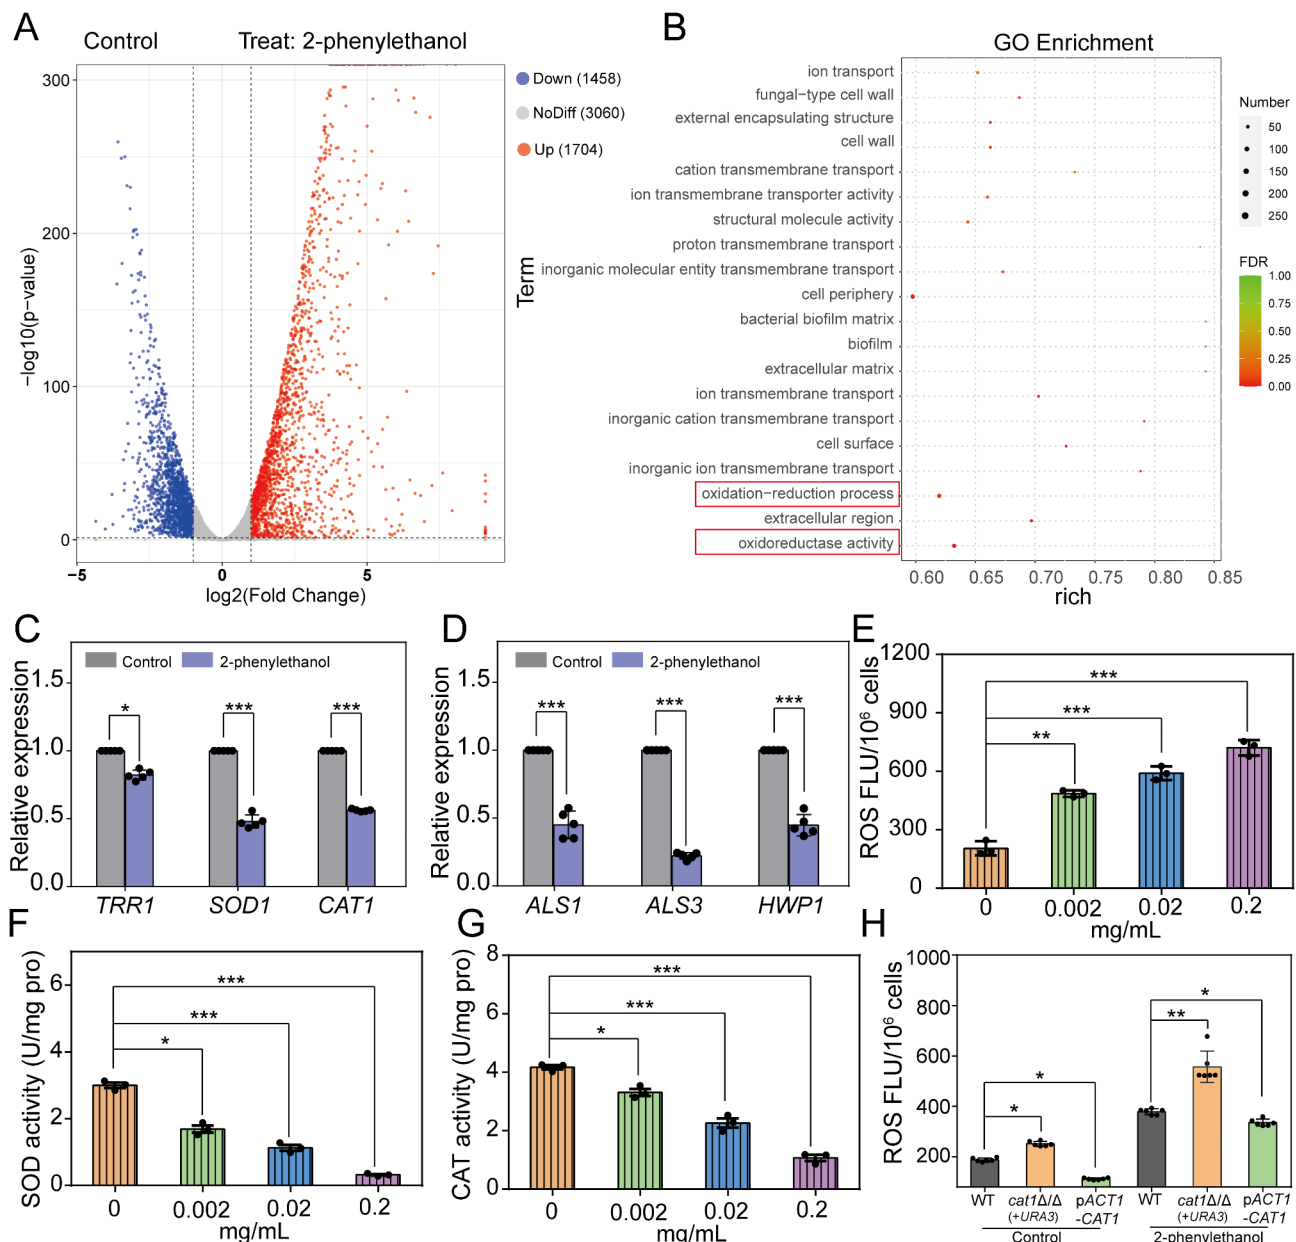 A
Control
Treat: 2-phenylethanol
300
200
100
0
−log10(p−value)
−5
0
5
log2(Fold Change)
Down (1458)
NoDiff (3060)
Up (1704)
B
GO Enrichment
Term
ion transport
fungal−type cell wall
external encapsulating structure
cell wall
cation transmembrane transport
ion transmembrane transporter activity
structural molecule activity
proton transmembrane transport
inorganic molecular entity transmembrane transport
cell periphery
bacterial biofilm matrix
biofilm
extracellular matrix
ion transmembrane transport
inorganic cation transmembrane transport
cell surface
inorganic ion transmembrane transport
oxidation−reduction process
extracellular region
oxidoreductase activity
0.60 0.65 0.70 0.75 0.80 0.85
rich
Number
50
100
150
200
250
FDR
1.00
0.75
0.50
0.25
0.00
C
Control 2-phenylethanol
Relative expression
1.5
1.0
0.5
0.0
* *** ***
TRR1 SOD1 CAT1
D
Control 2-phenylethanol
Relative expression
1.5
1.0
0.5
0.0
*** *** ***
ALS1 ALS3 HWP1
E
ROS FLU/10⁶ cells
1200
900
600
300
0
***
***
**
0 0.002 0.02 0.2
mg/mL
F
SOD activity (U/mg pro)
6
4
2
0
***
***
*
0 0.002 0.02 0.2
mg/mL
G
CAT activity (U/mg pro)
8
6
4
2
0
***
***
*
0 0.002 0.02 0.2
mg/mL
H
ROS FLU/10⁶ cells
1000
800
600
400
200
*
*
*
**
WT cat1Δ/Δ pACT1 WT cat1Δ/Δ pACT1
(+URA3) -CAT1 (+URA3) -CAT1
Control 2-phenylethanol